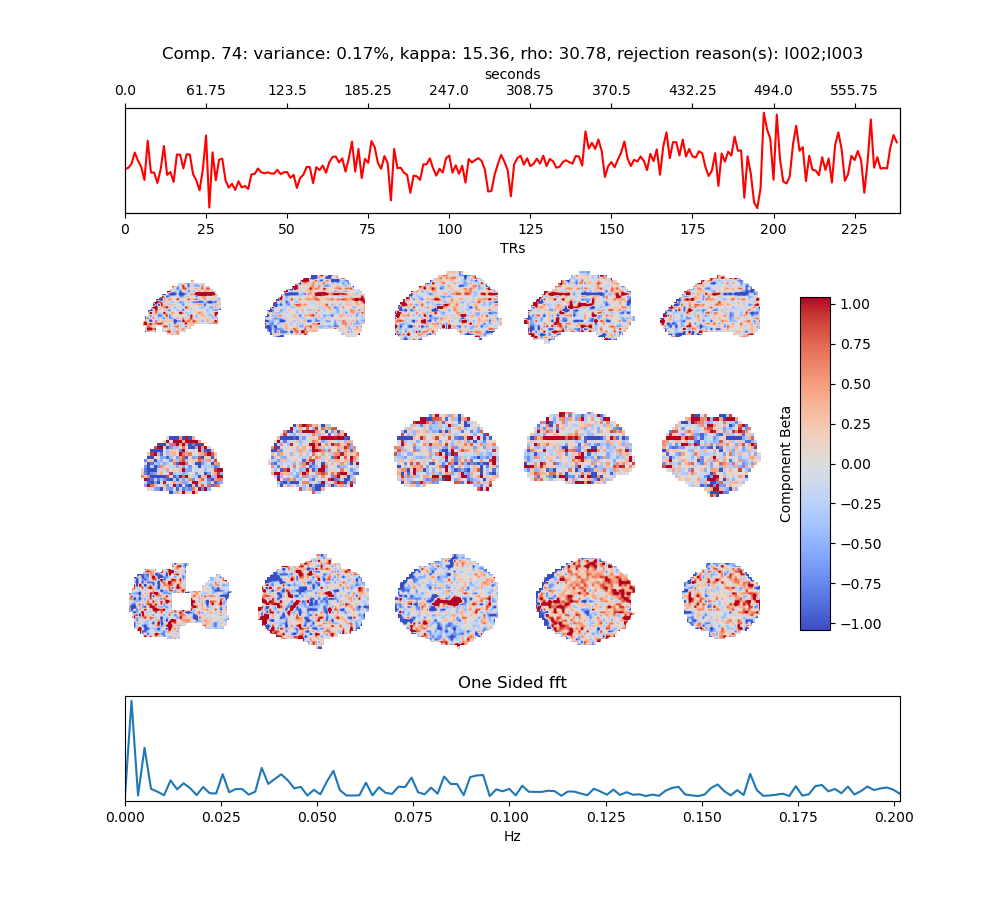 Comp. 74: variance: 0.17%, kappa: 15.36, rho: 30.78, rejection reason(s): I002;I003
seconds
0.0 61.75 123.5 185.25 247.0 308.75 370.5 432.25 494.0 555.75
0 25 50 75 100 125 150 175 200 225
TRs
1.00
0.75
0.50
0.25
0.00
−0.25
−0.50
−0.75
−1.00
Component Beta
One Sided fft
0.000 0.025 0.050 0.075 0.100 0.125 0.150 0.175 0.200
Hz